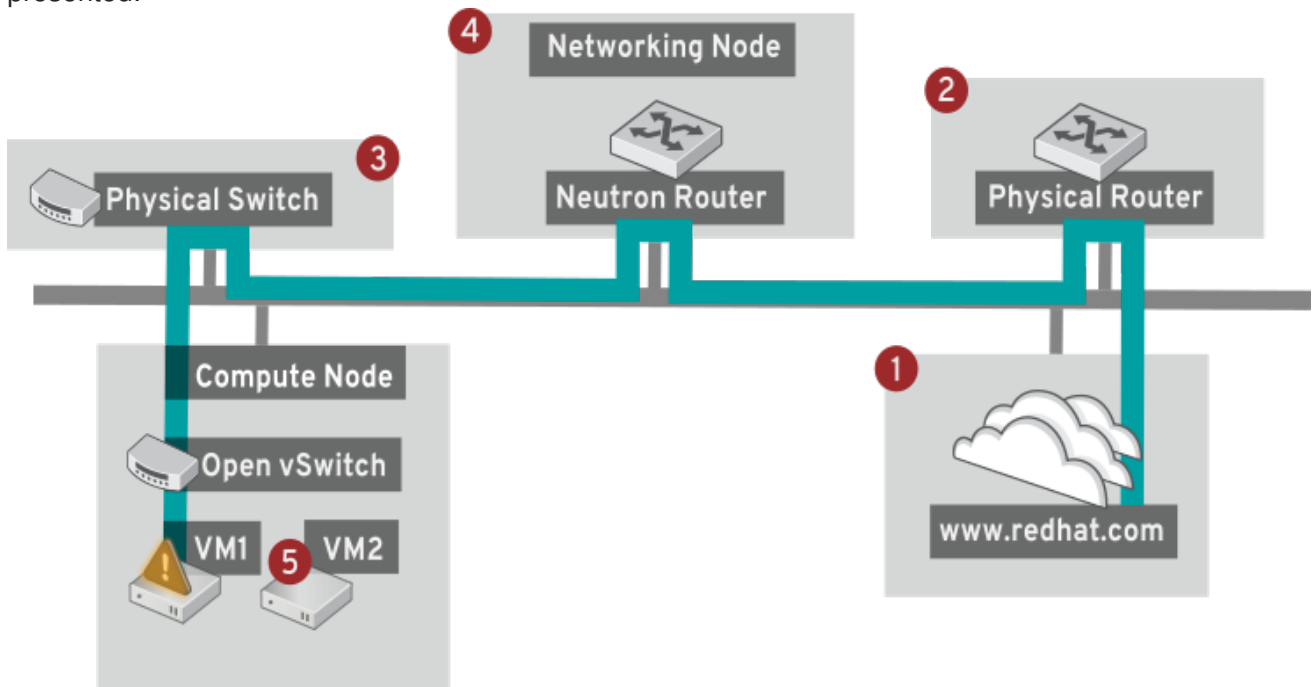 presented.
4
Networking Node
2
3
Physical Switch
Neutron Router
Physical Router
Compute Node
1
Open vSwitch
VM1
5
VM2
www.redhat.com